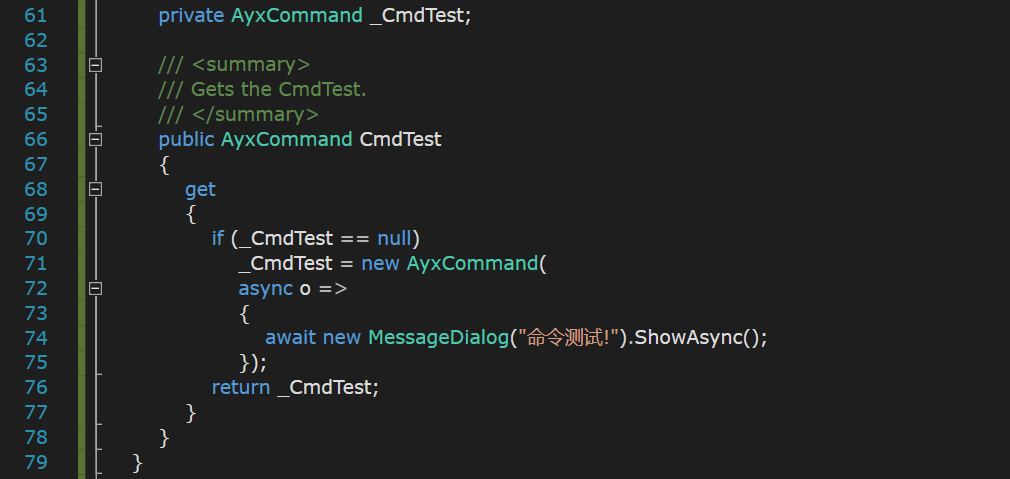 61 private AyxCommand _CmdTest;
62
63 /// <summary>
64 /// Gets the CmdTest.
65 /// </summary>
66 public AyxCommand CmdTest
67 {
68 get
69 {
70 if (_CmdTest == null)
71 _CmdTest = new AyxCommand(
72 async o =>
73 {
74 await new MessageDialog("命令测试!").ShowAsync();
75 });
76 return _CmdTest;
77 }
78 }
79 }